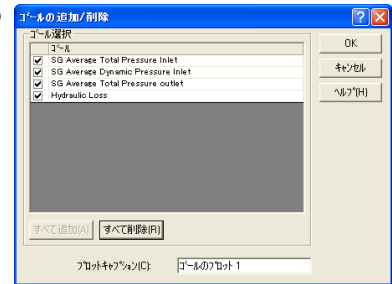 ゴールの追加/削除
ゴール選択
OK
ゴール
キャンセル
SG Average Total Pressure Inlet
SG Average Dynamic Pressure Inlet
ヘルプ(H)
SG Average Total Pressure outlet
Hydraulic Loss
すべて追加(A)
すべて削除(R)
プロットキャプション(C):
ゴールのプロット 1